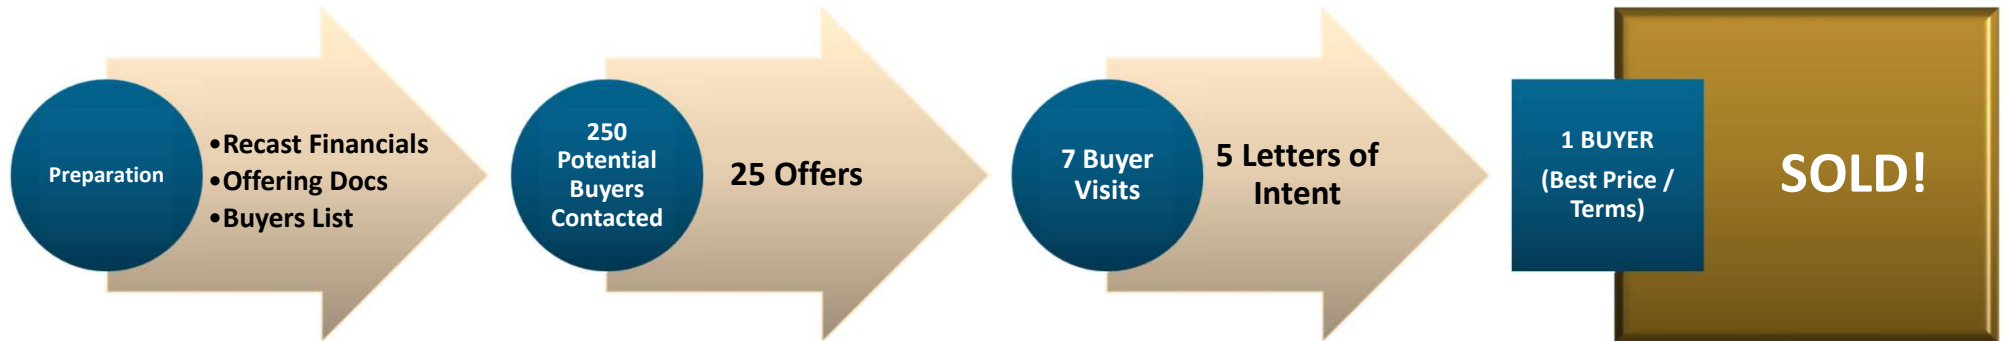 Preparation
•Recast Financials
•Offering Docs
•Buyers List
250
Potential
Buyers
Contacted
25 Offers
7 Buyer
Visits
5 Letters of
Intent
1 BUYER
(Best Price /
Terms)
SOLD!